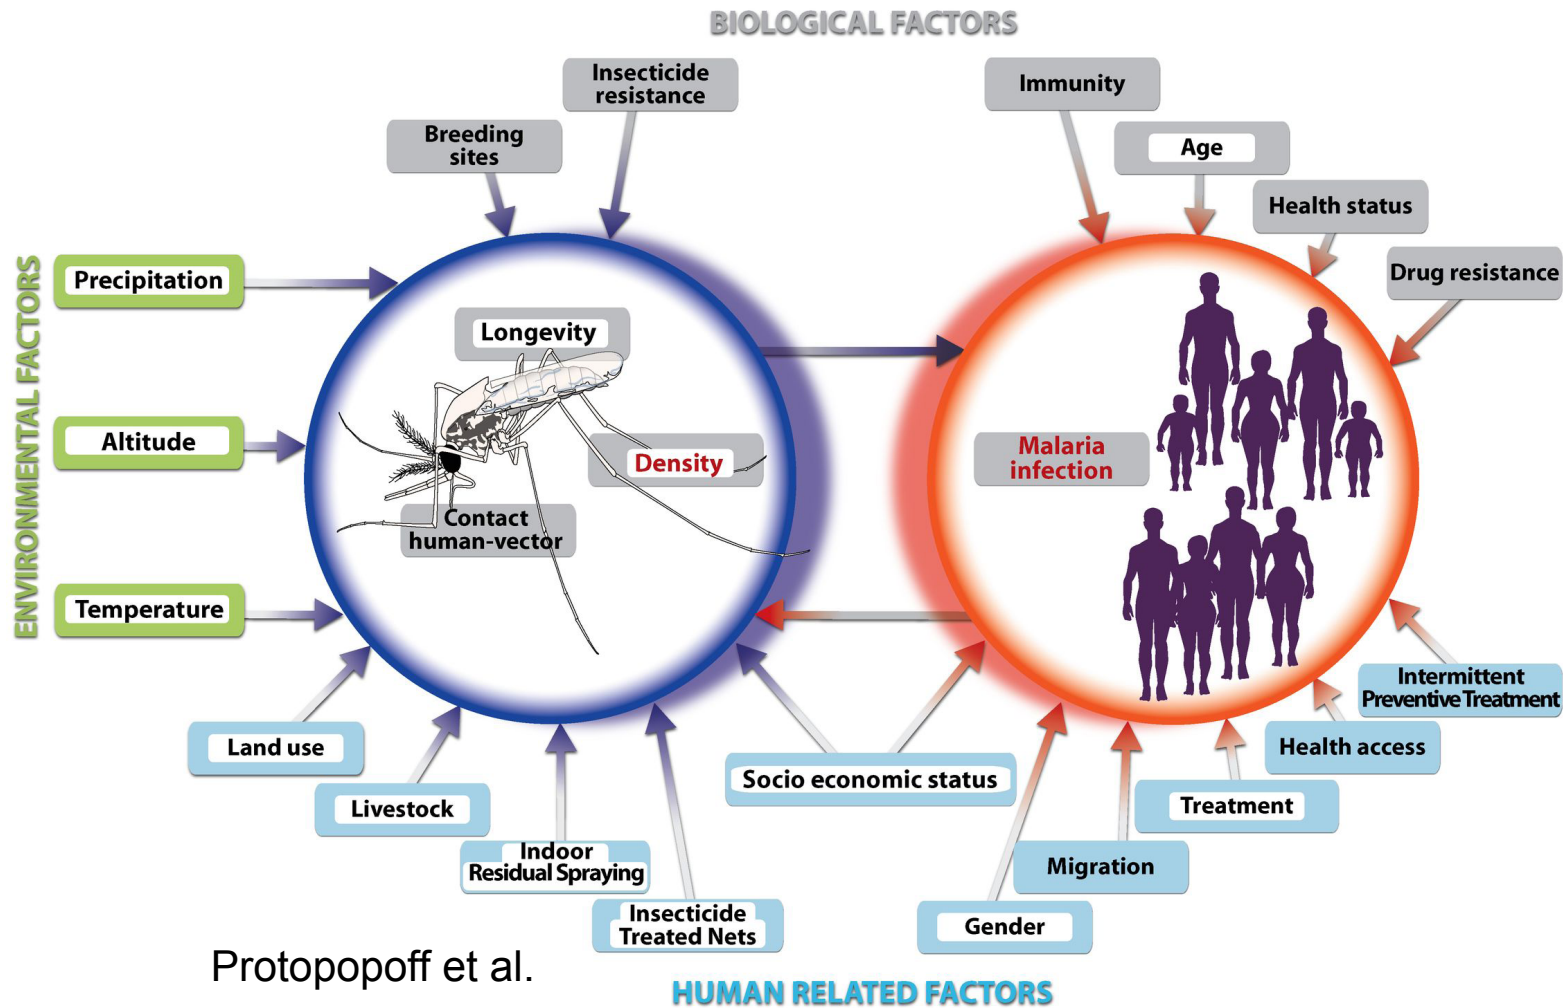 BIOLOGICAL FACTORS
Insecticide
resistance
Breeding
sites
Immunity
Age
Health status
Drug resistance
ENVIRONMENTAL FACTORS
Precipitation
Altitude
Temperature
Longevity
Density
Contact
human-vector
Malaria
infection
Land use
Livestock
Indoor
Residual Spraying
Insecticide
Treated Nets
Socio economic status
Gender
Migration
Treatment
Health access
Intermittent
Preventive Treatment
Protopopoff et al.
HUMAN RELATED FACTORS